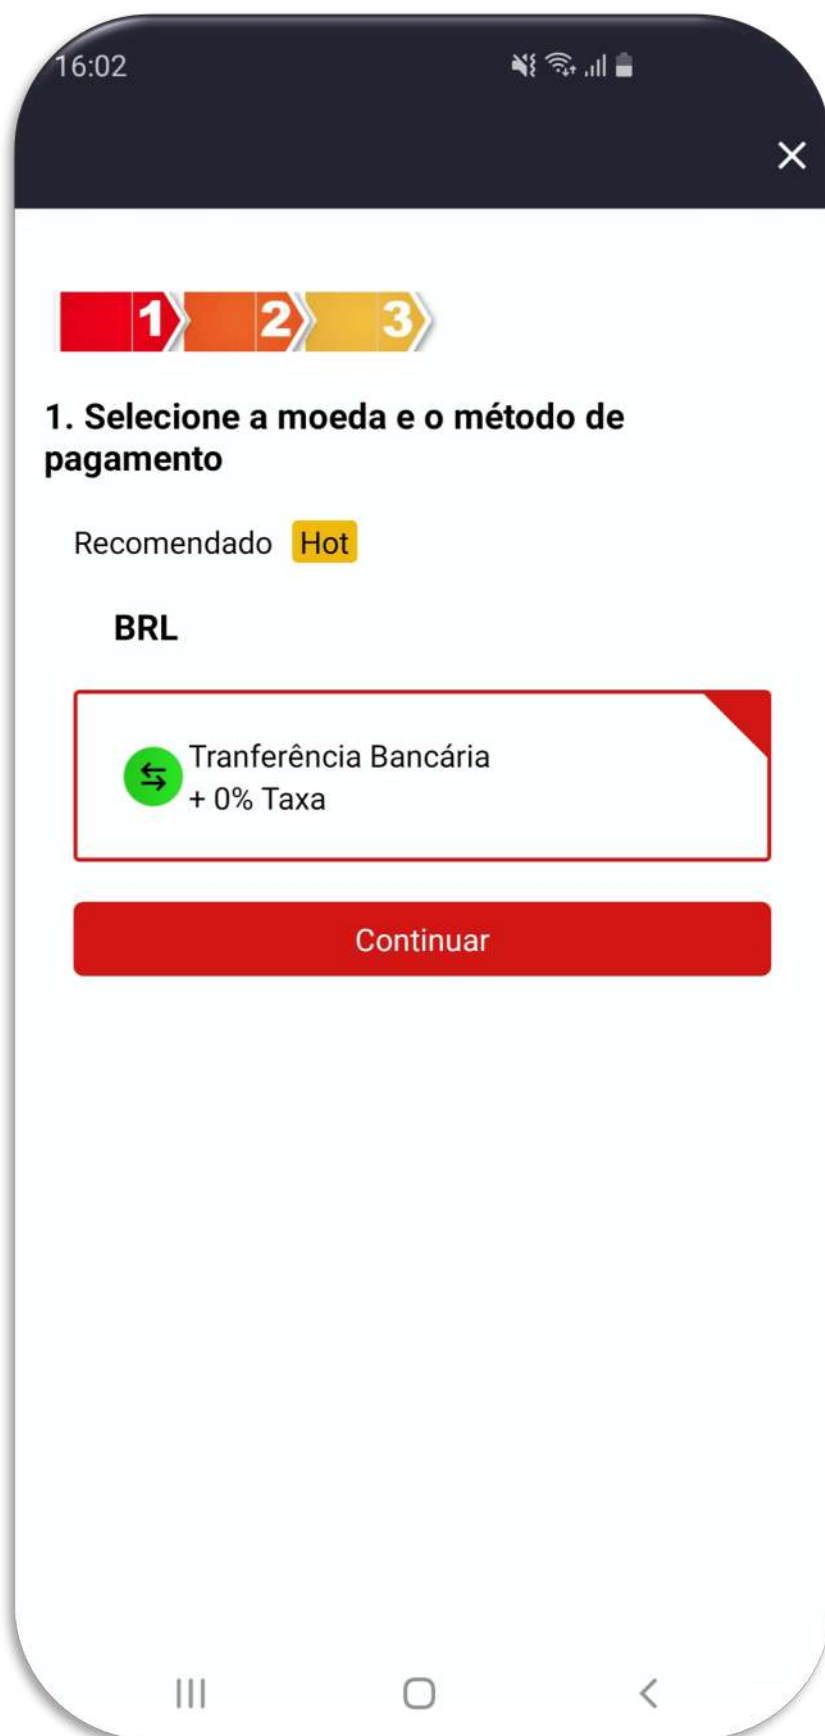 16:02
1 2 3
1. Selecione a moeda e o método de
pagamento
Recomendado Hot
BRL
Tranferência Bancária
+ 0% Taxa
Continuar